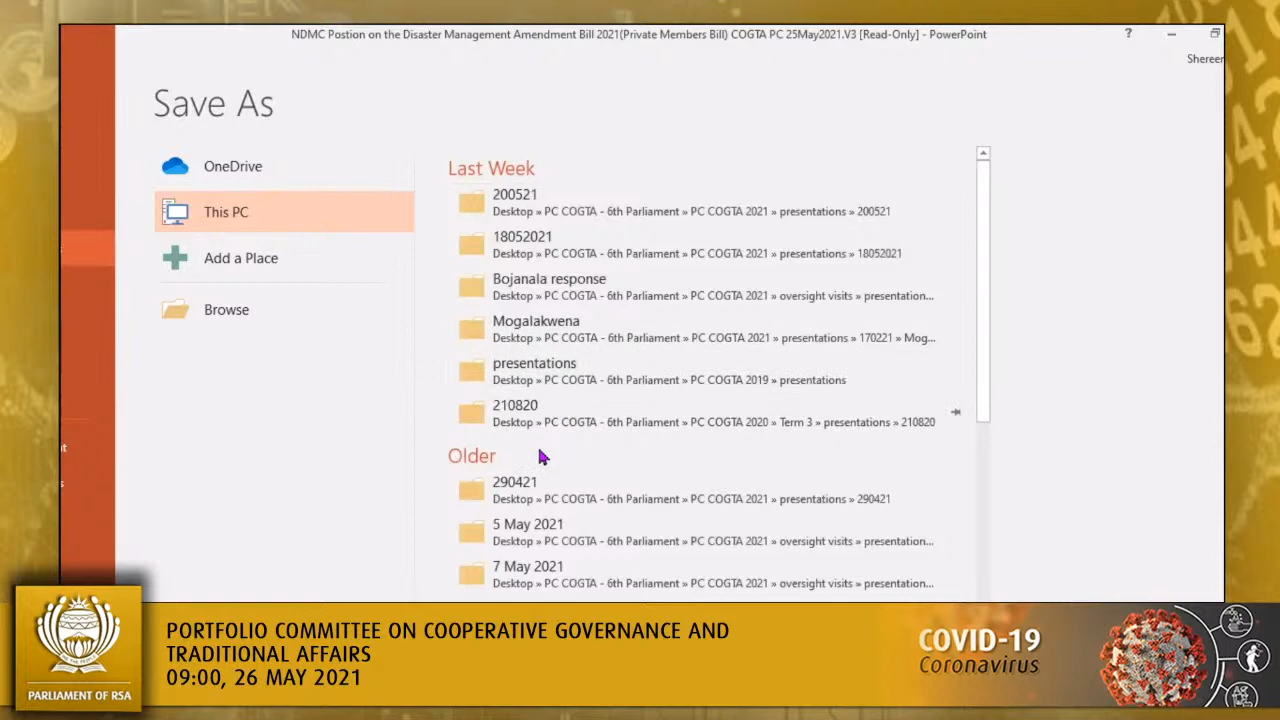 NDMC Postion on the Disaster Management Amendment Bill 2021(Private Members Bill) COGTA PC 25May2021.V3 [Read-Only] - PowerPoint
?
Shereen
Save As
OneDrive
This PC
Add a Place
Browse
Last Week
200521
Desktop » PC COGTA - 6th Parliament » PC COGTA 2021 » presentations » 200521
18052021
Desktop » PC COGTA - 6th Parliament » PC COGTA 2021 » presentations » 18052021
Bojanala response
Desktop » PC COGTA - 6th Parliament » PC COGTA 2021 » oversight visits » presentation...
Mogalakwena
Desktop » PC COGTA - 6th Parliament » PC COGTA 2021 » presentations » 170221 » Mog...
presentations
Desktop » PC COGTA - 6th Parliament » PC COGTA 2019 » presentations
210820
Desktop » PC COGTA - 6th Parliament » PC COGTA 2020 » Term 3 » presentations » 210820
Older
290421
Desktop » PC COGTA - 6th Parliament » PC COGTA 2021 » presentations » 290421
5 May 2021
Desktop » PC COGTA - 6th Parliament » PC COGTA 2021 » oversight visits » presentation...
7 May 2021
Desktop » PC COGTA - 6th Parliament » PC COGTA 2021 » oversight visits » presentation...
PARLIAMENT OF RSA
PORTFOLIO COMMITTEE ON COOPERATIVE GOVERNANCE AND
TRADITIONAL AFFAIRS
09:00, 26 MAY 2021
COVID-19
Coronavirus